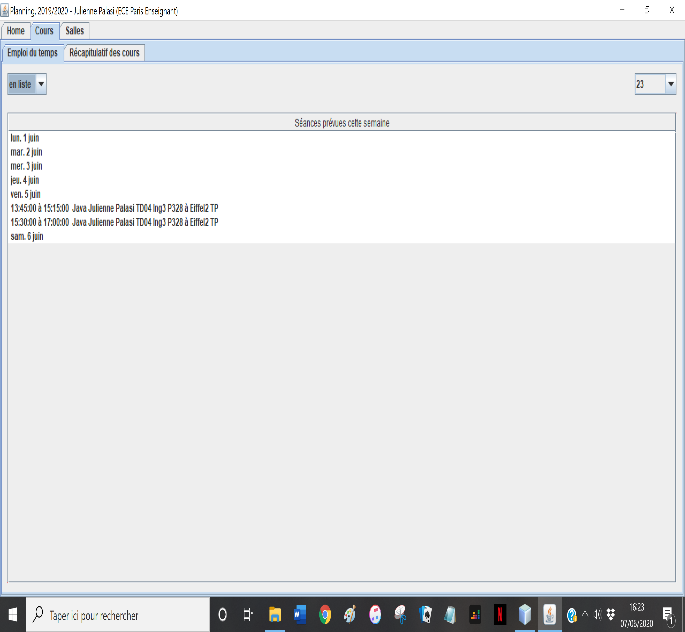 Planning, 2019/2020 - Julienne Palasi (ECE Paris Enseignant)
Home Cours Salles
Emploi du temps Récapitulatif des cours
en liste 23
Séances prévues cette semaine
lun. 1 juin
mar. 2 juin
mer. 3 juin
jeu. 4 juin
ven. 5 juin
13:45:00 à 15:15:00 Java Julienne Palasi TD04 Ing3 P328 à Eiffel2 TP
15:30:00 à 17:00:00 Java Julienne Palasi TD04 Ing3 P328 à Eiffel2 TP
sam. 6 juin
Taper ici pour rechercher
16:23
07/06/2020